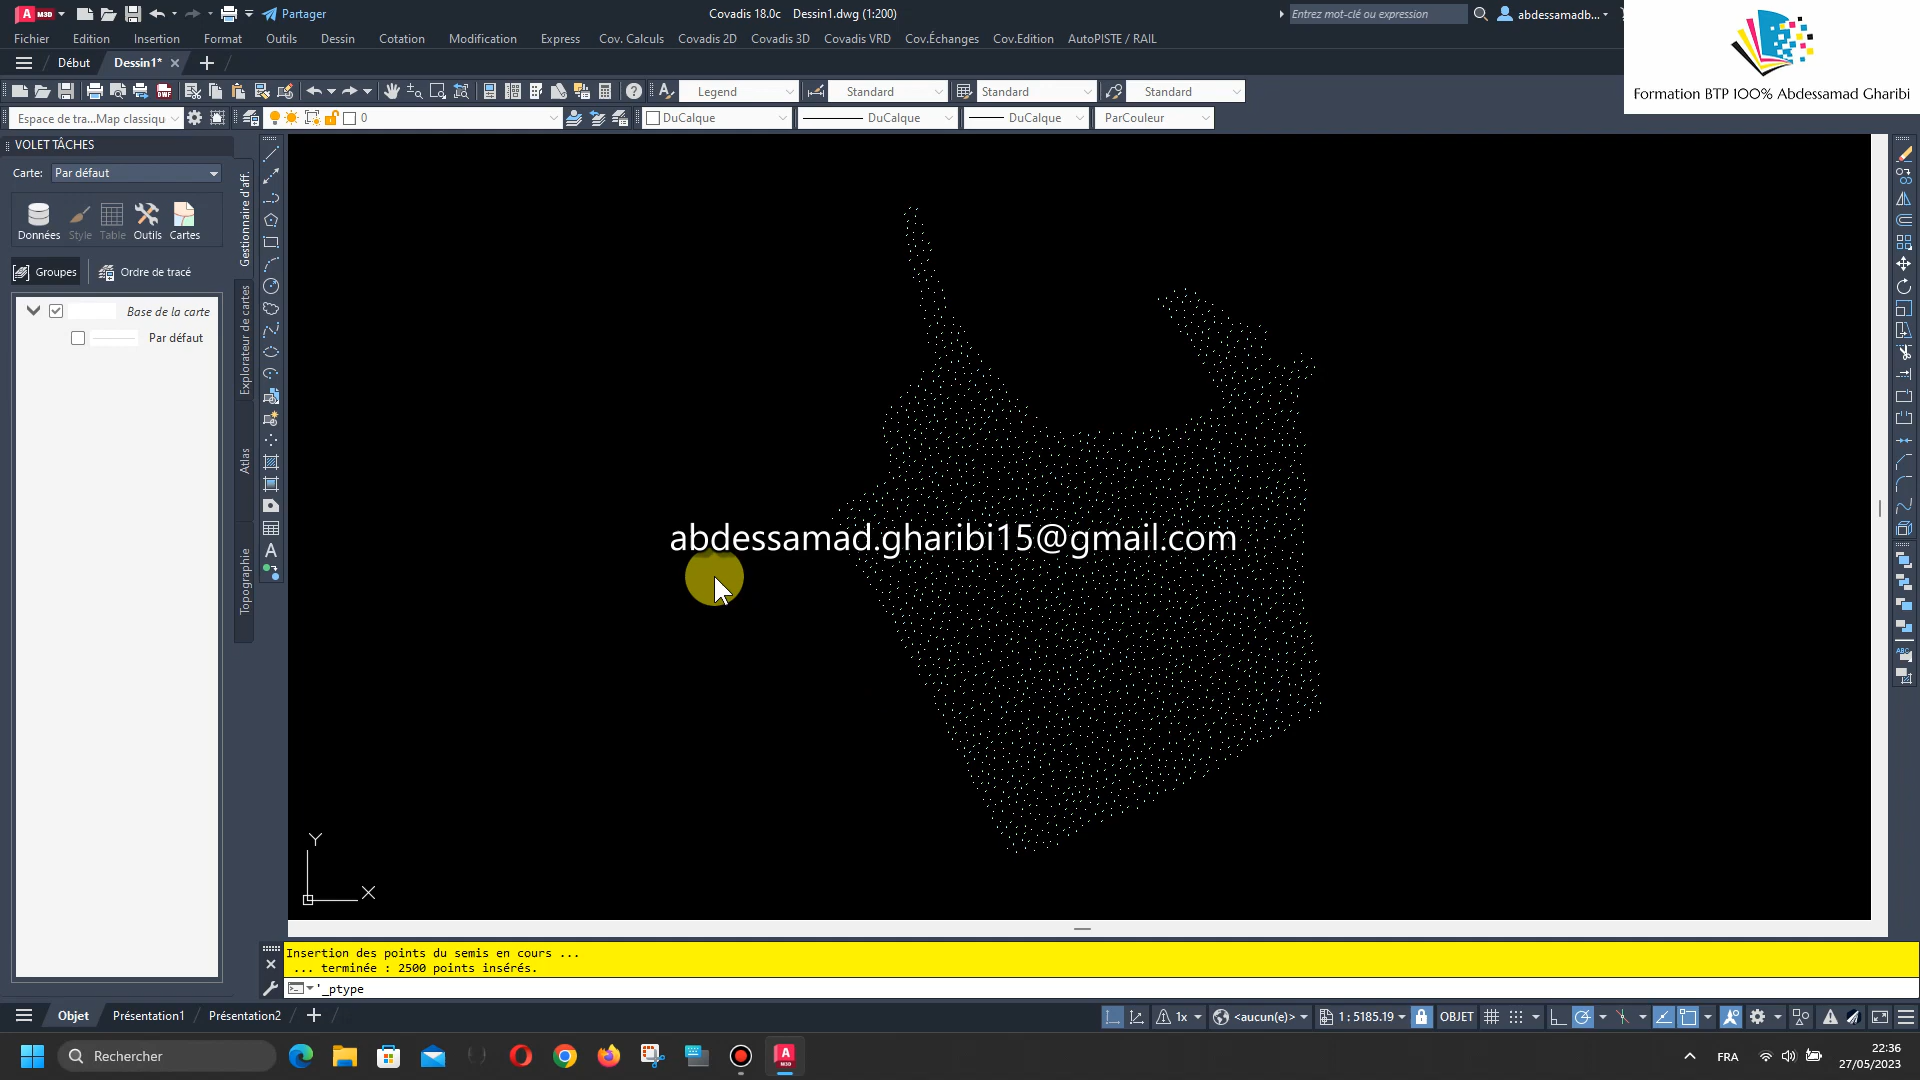 Partager
Covadis 18.0c Dessin1.dwg (1:200)
Entrez mot-clé ou expression
abdessamadb...
Fichier Edition Insertion Format Outils Dessin Cotation Modification Express Cov. Calculs Covadis 2D Covadis 3D Covadis VRD Cov.Échanges Cov.Edition AutoPISTE / RAIL
Début Dessin1*
Formation BTP 100% Abdessamad Gharibi
Legend Standard Standard Standard
Espace de tra...Map classiqu 0 DuCalque DuCalque DuCalque ParCouleur
VOLET TÂCHES
Carte: Par défaut
Données Style Table Outils Cartes
Groupes Ordre de tracé
Base de la carte
Par défaut
Gestionnaire d'aff.
Explorateur de cartes
Atlas
Topographie
abdessamad.gharibi15@gmail.com
Y
X
Insertion des points du semis en cours ...
... terminée : 2500 points insérés.
'_ptype
Objet Présentation1 Présentation2
1x <aucun(e)> 1 : 5185.19 OBJET
Rechercher
FRA
22:36
27/05/2023